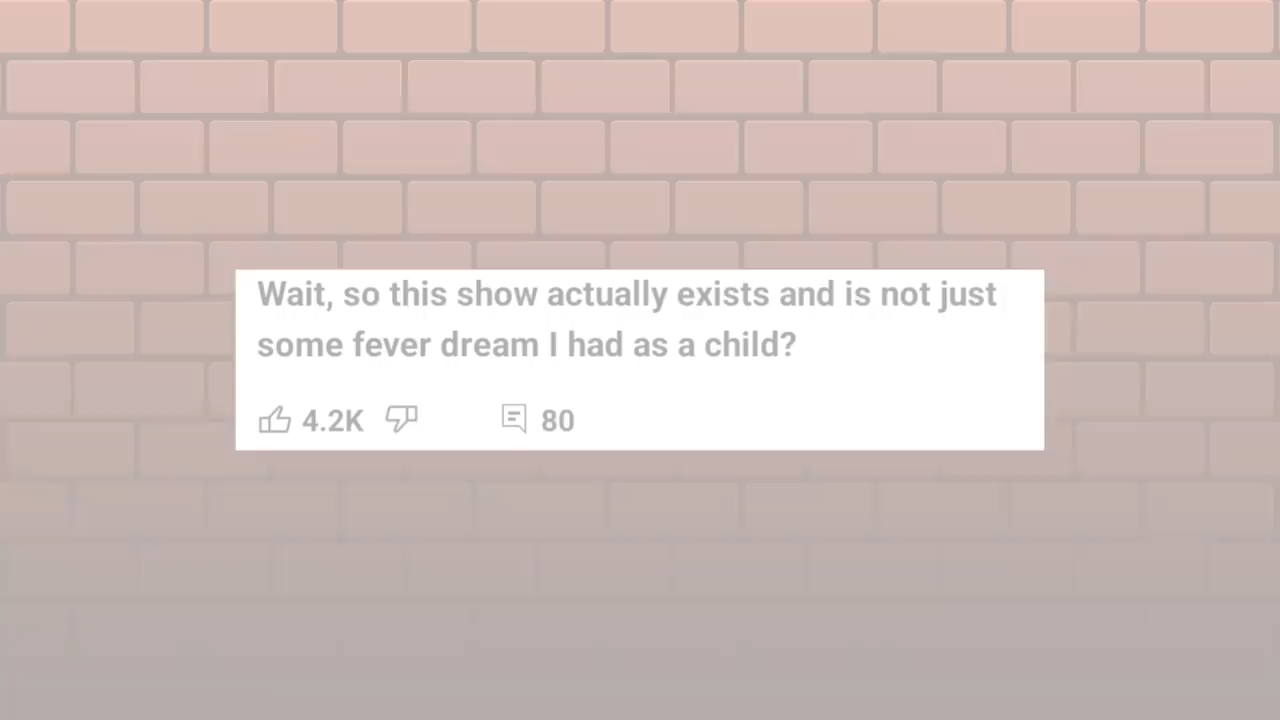 Wait, so this show actually exists and is not just
some fever dream I had as a child?
4.2K 80